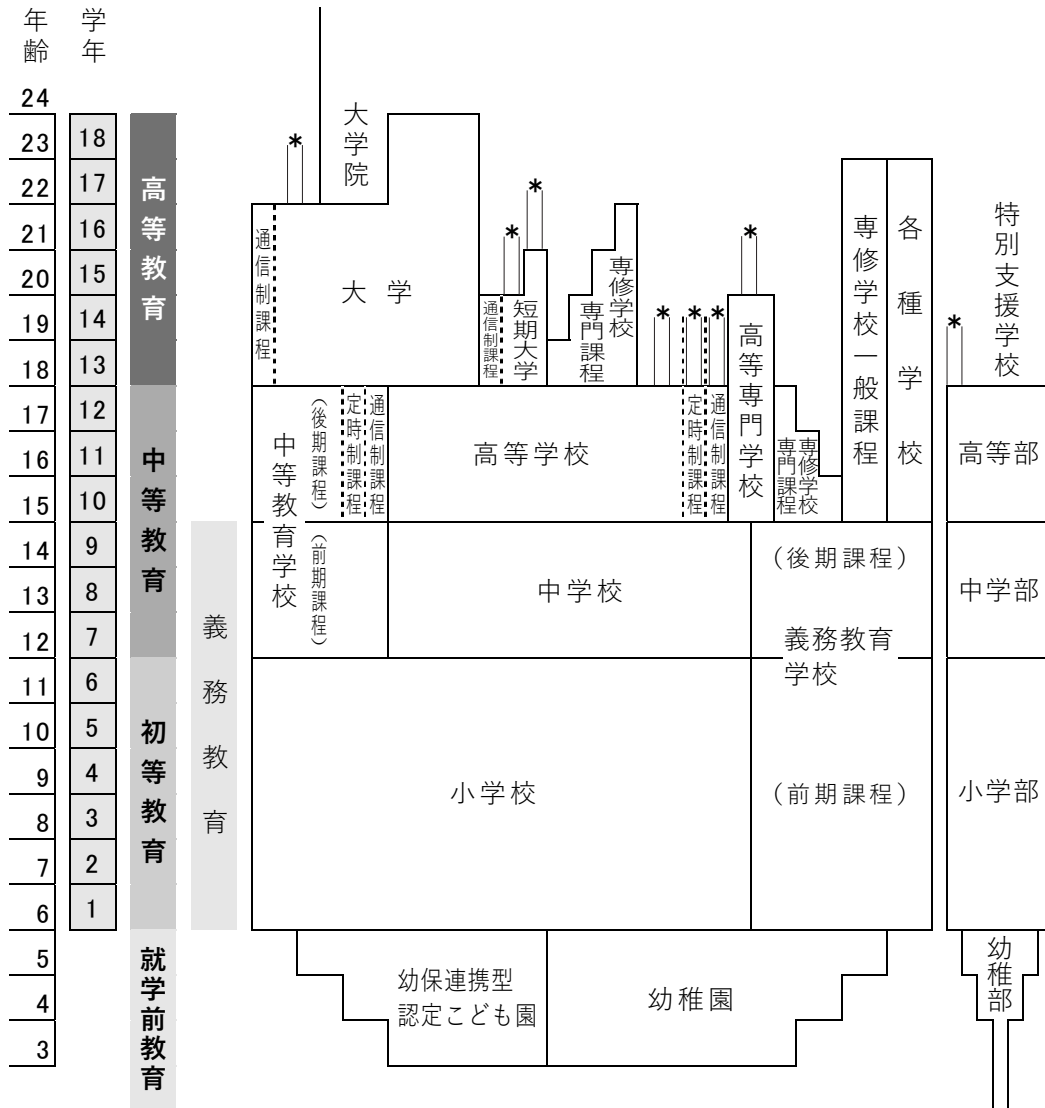 年齢
学年
24
23
22
21
20
19
18
17
16
15
14
13
12
11
10
9
8
7
6
5
4
3
18
17
16
15
14
13
12
11
10
9
8
7
6
5
4
3
2
1
高等教育
中等教育
初等教育
就学前教育
義務教育
*
大学院
通信制課程
大学
*
*
通信制課程
短期大学
専修学校
専門課程
*
*
*
*
高等専門学校
専修学校一般課程
各種学校
特別支援学校
*
中等教育学校
(後期課程)
定時制課程
通信制課程
高等学校
定時制課程
通信制課程
専修学校
専門課程
高等部
(前期課程)
中学校
(後期課程)
義務教育
学校
中学部
小学校
(前期課程)
小学部
幼保連携型
認定こども園
幼稚園
幼稚部